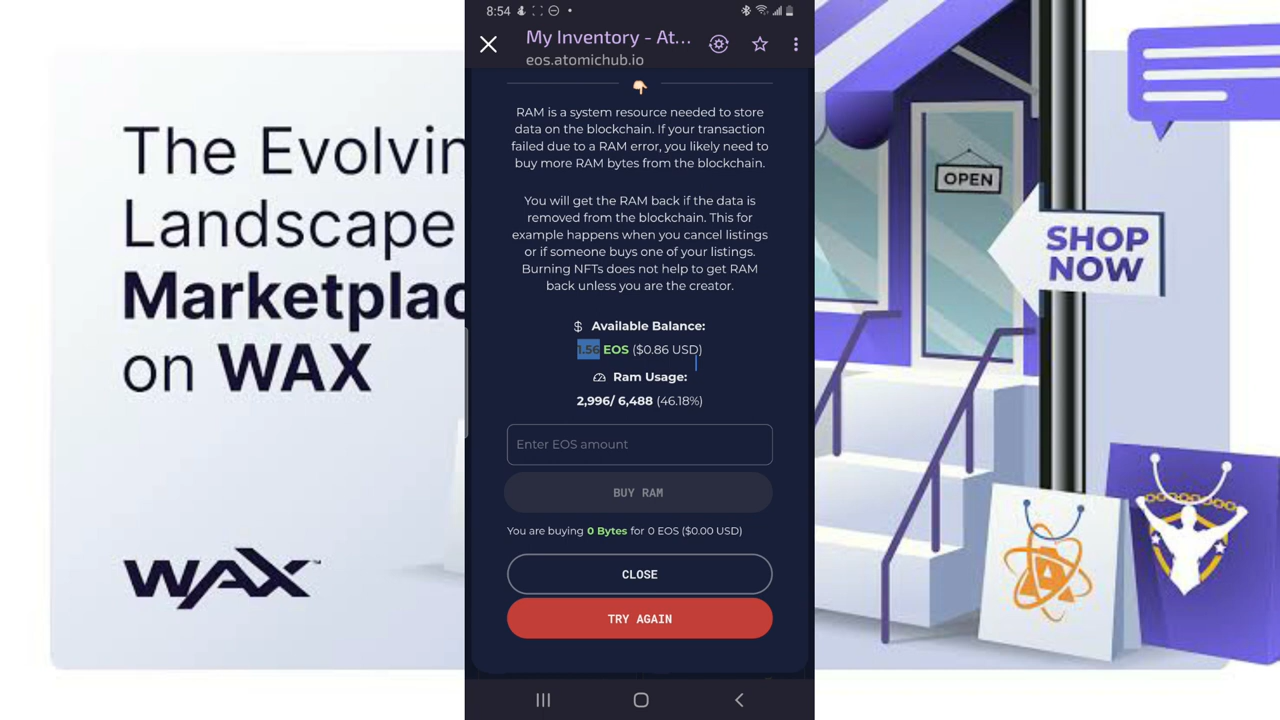 The Evolvin
Landscape
Marketplac
on WAX
WAX™
8:54
My Inventory - At...
eos.atomichub.io
RAM is a system resource needed to store
data on the blockchain. If your transaction
failed due to a RAM error, you likely need to
buy more RAM bytes from the blockchain.
You will get the RAM back if the data is
removed from the blockchain. This for
example happens when you cancel listings
or if someone buys one of your listings.
Burning NFTs does not help to get RAM
back unless you are the creator.
$ Available Balance:
1.56 EOS ($0.86 USD)
Ram Usage:
2,996/ 6,488 (46.18%)
Enter EOS amount
BUY RAM
You are buying 0 Bytes for 0 EOS ($0.00 USD)
CLOSE
TRY AGAIN
OPEN
SHOP
NOW